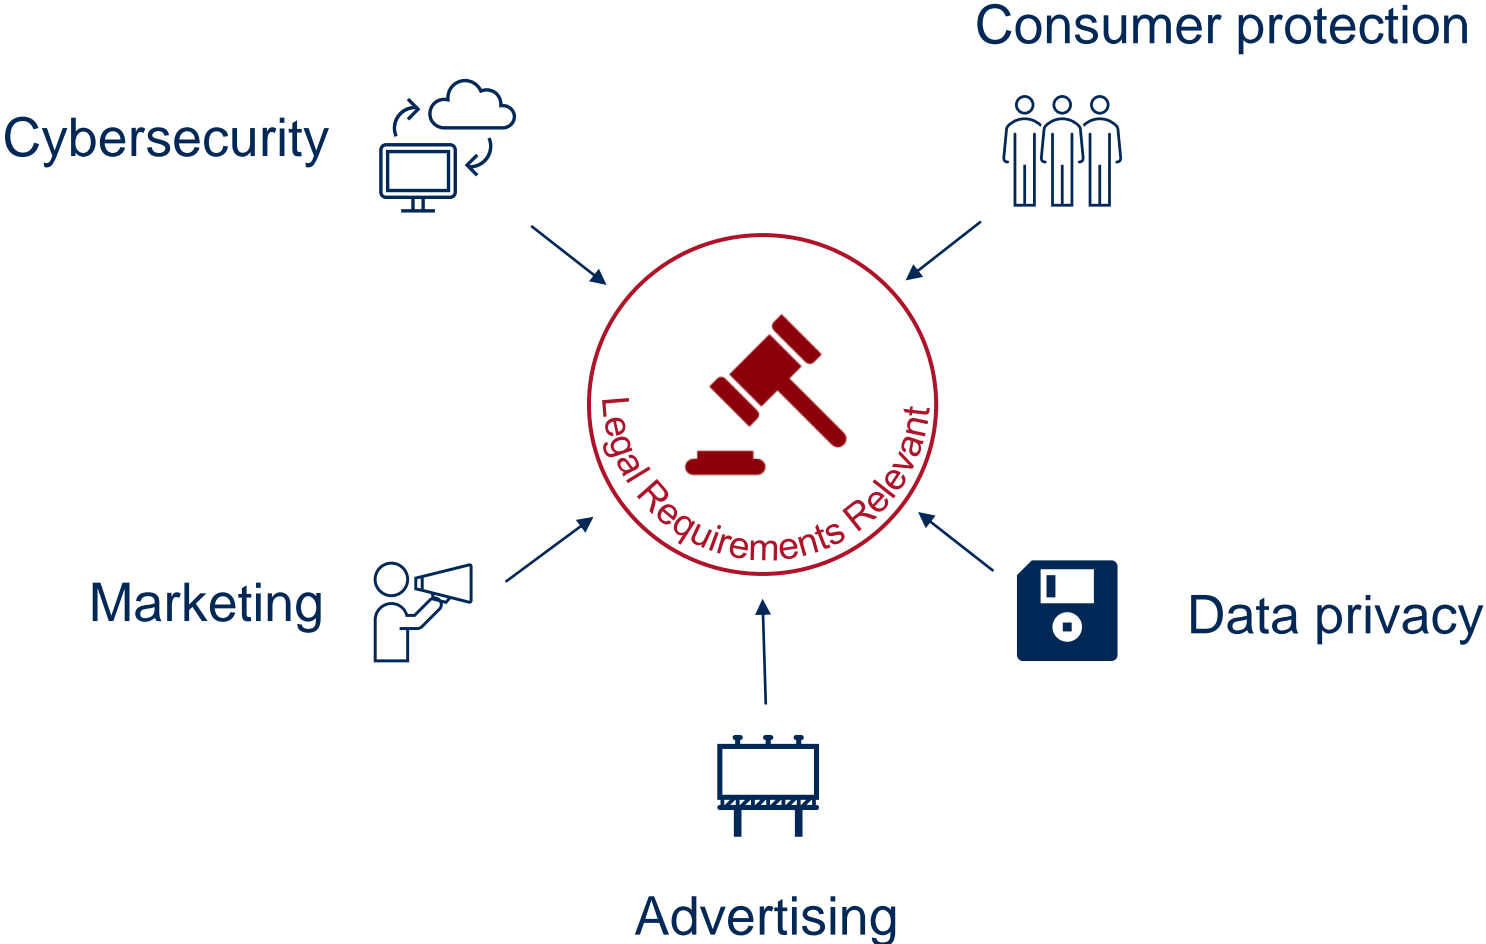 Consumer protection
Cybersecurity
Legal Requirements Relevant
Marketing
Data privacy
Advertising